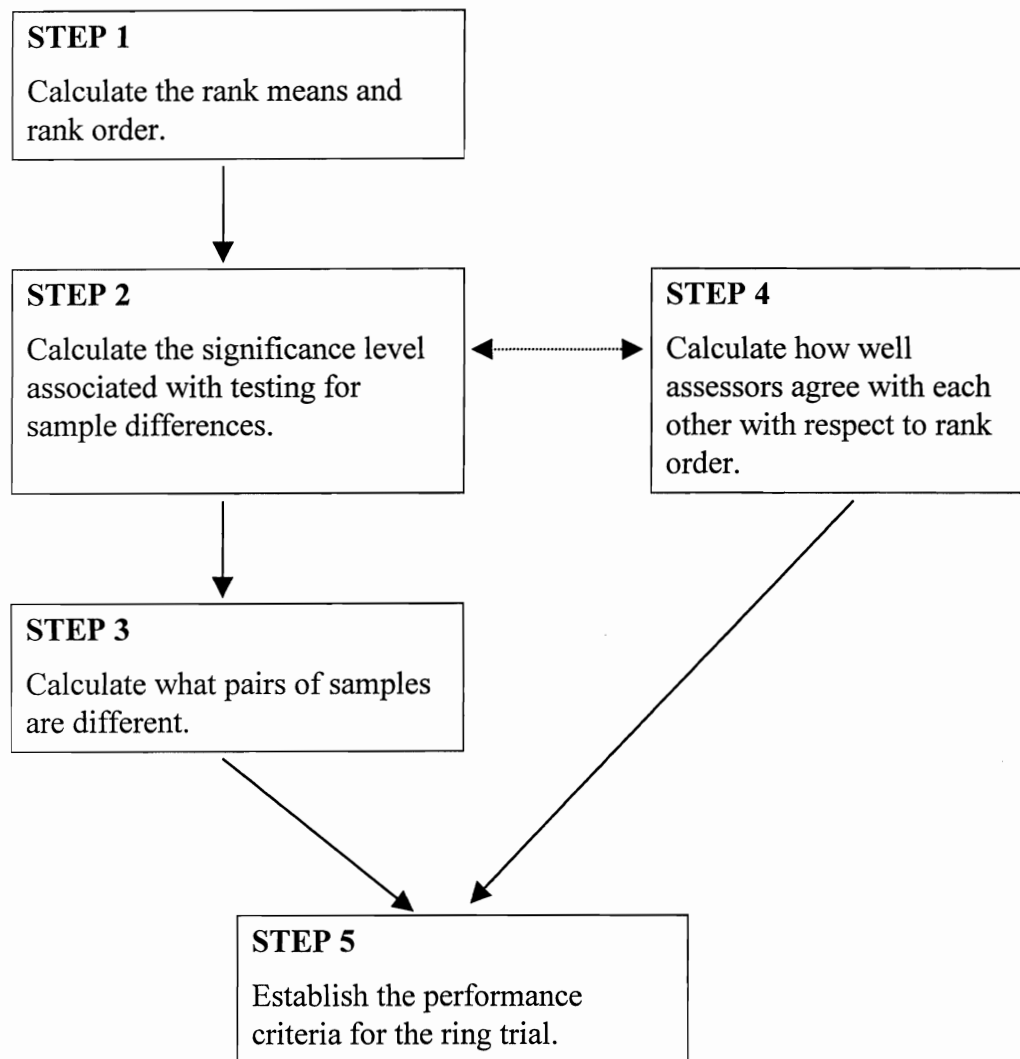 STEP 1
Calculate the rank means and
rank order.
STEP 2
Calculate the significance level
associated with testing for
sample differences.
STEP 4
Calculate how well
assessors agree with each
other with respect to rank
order.
STEP 3
Calculate what pairs of samples
are different.
STEP 5
Establish the performance
criteria for the ring trial.